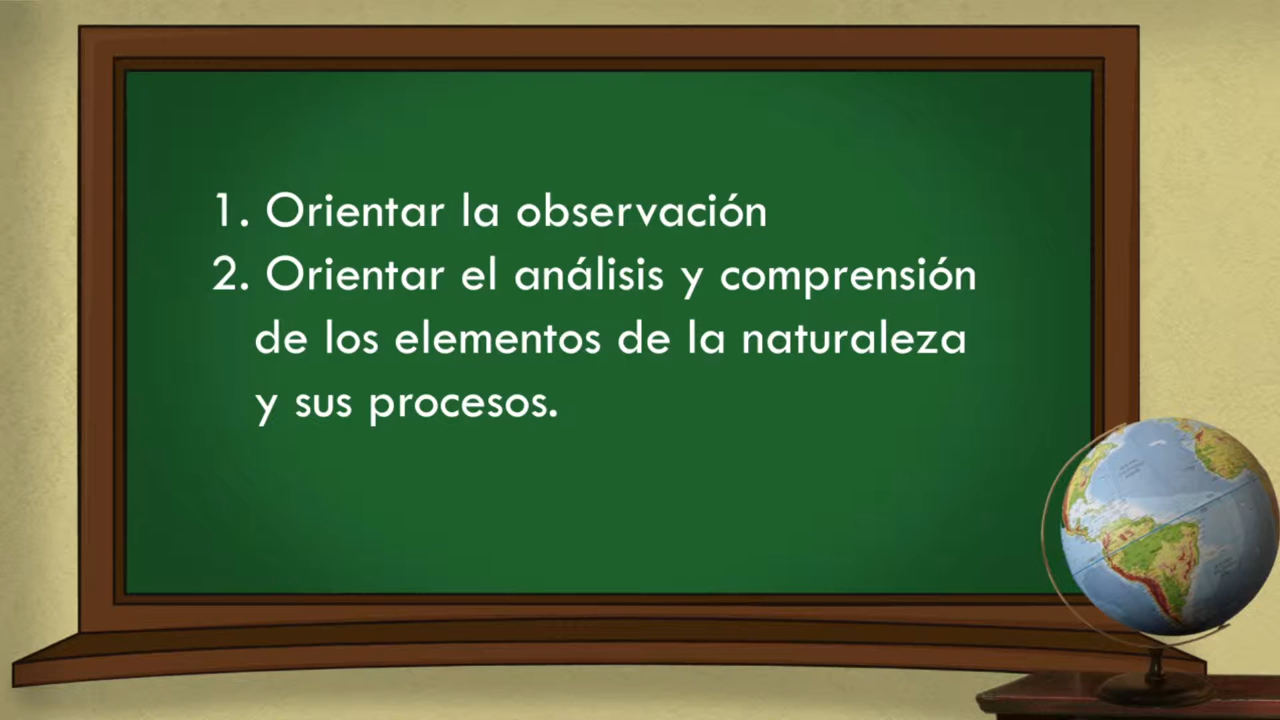 1. Orientar la observación
2. Orientar el análisis y comprensión
de los elementos de la naturaleza
y sus procesos.